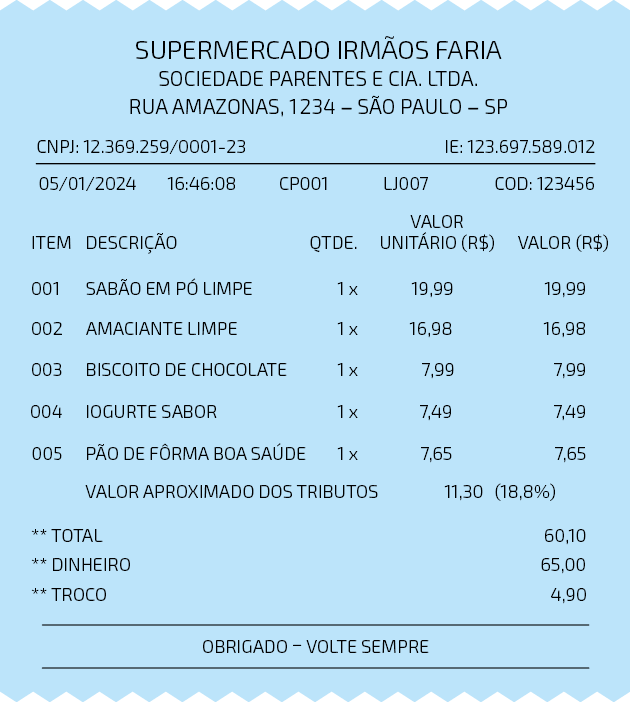 SUPERMERCADO IRMÃOS FARIA
SOCIEDADE PARENTES E CIA. LTDA.
RUA AMAZONAS, 1234 – SÃO PAULO – SP
CNPJ: 12.369.259/0001-23 IE: 123.697.589.012
05/01/2024 16:46:08 CP001 LJ007 COD: 123456
ITEM DESCRIÇÃO QTDE. VALOR UNITÁRIO (R$) VALOR (R$)
001 SABÃO EM PÓ LIMPE 1 x 19,99 19,99
002 AMACIANTE LIMPE 1 x 16,98 16,98
003 BISCOITO DE CHOCOLATE 1 x 7,99 7,99
004 IOGURTE SABOR 1 x 7,49 7,49
005 PÃO DE FÔRMA BOA SAÚDE 1 x 7,65 7,65
VALOR APROXIMADO DOS TRIBUTOS 11,30 (18,8%)
** TOTAL 60,10
** DINHEIRO 65,00
** TROCO 4,90
OBRIGADO – VOLTE SEMPRE